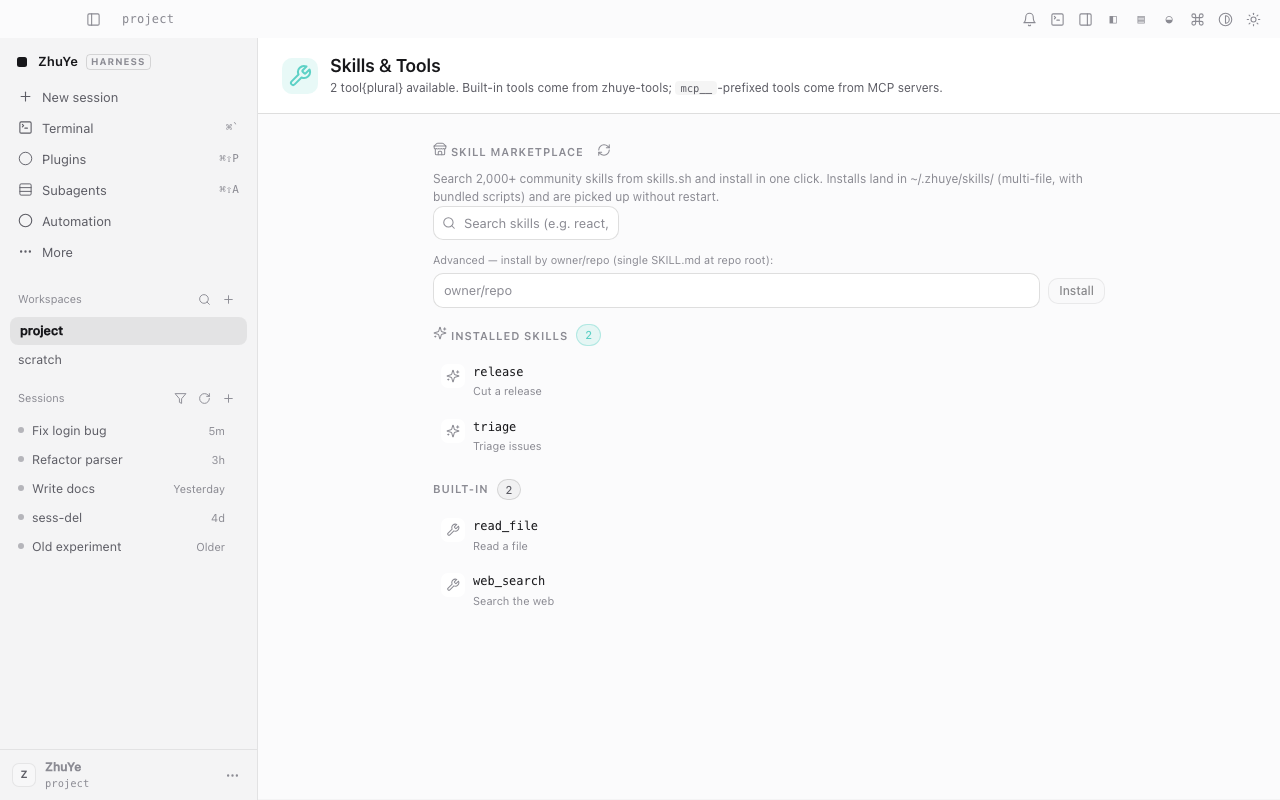 project
ZhuYe HARNESS
New session
Terminal ⌘`
Plugins ⌘⇧P
Subagents ⌘⇧A
Automation
More
Workspaces
project
scratch
Sessions
Fix login bug 5m
Refactor parser 3h
Write docs Yesterday
sess-del 4d
Old experiment Older
Z
ZhuYe
project
Skills & Tools
2 tool{plural} available. Built-in tools come from zhuye-tools; mcp__ -prefixed tools come from MCP servers.
SKILL MARKETPLACE
Search 2,000+ community skills from skills.sh and install in one click. Installs land in ~/.zhuye/skills/ (multi-file, with
bundled scripts) and are picked up without restart.
Search skills (e.g. react,
Advanced — install by owner/repo (single SKILL.md at repo root):
owner/repo Install
INSTALLED SKILLS 2
release
Cut a release
triage
Triage issues
BUILT-IN 2
read_file
Read a file
web_search
Search the web